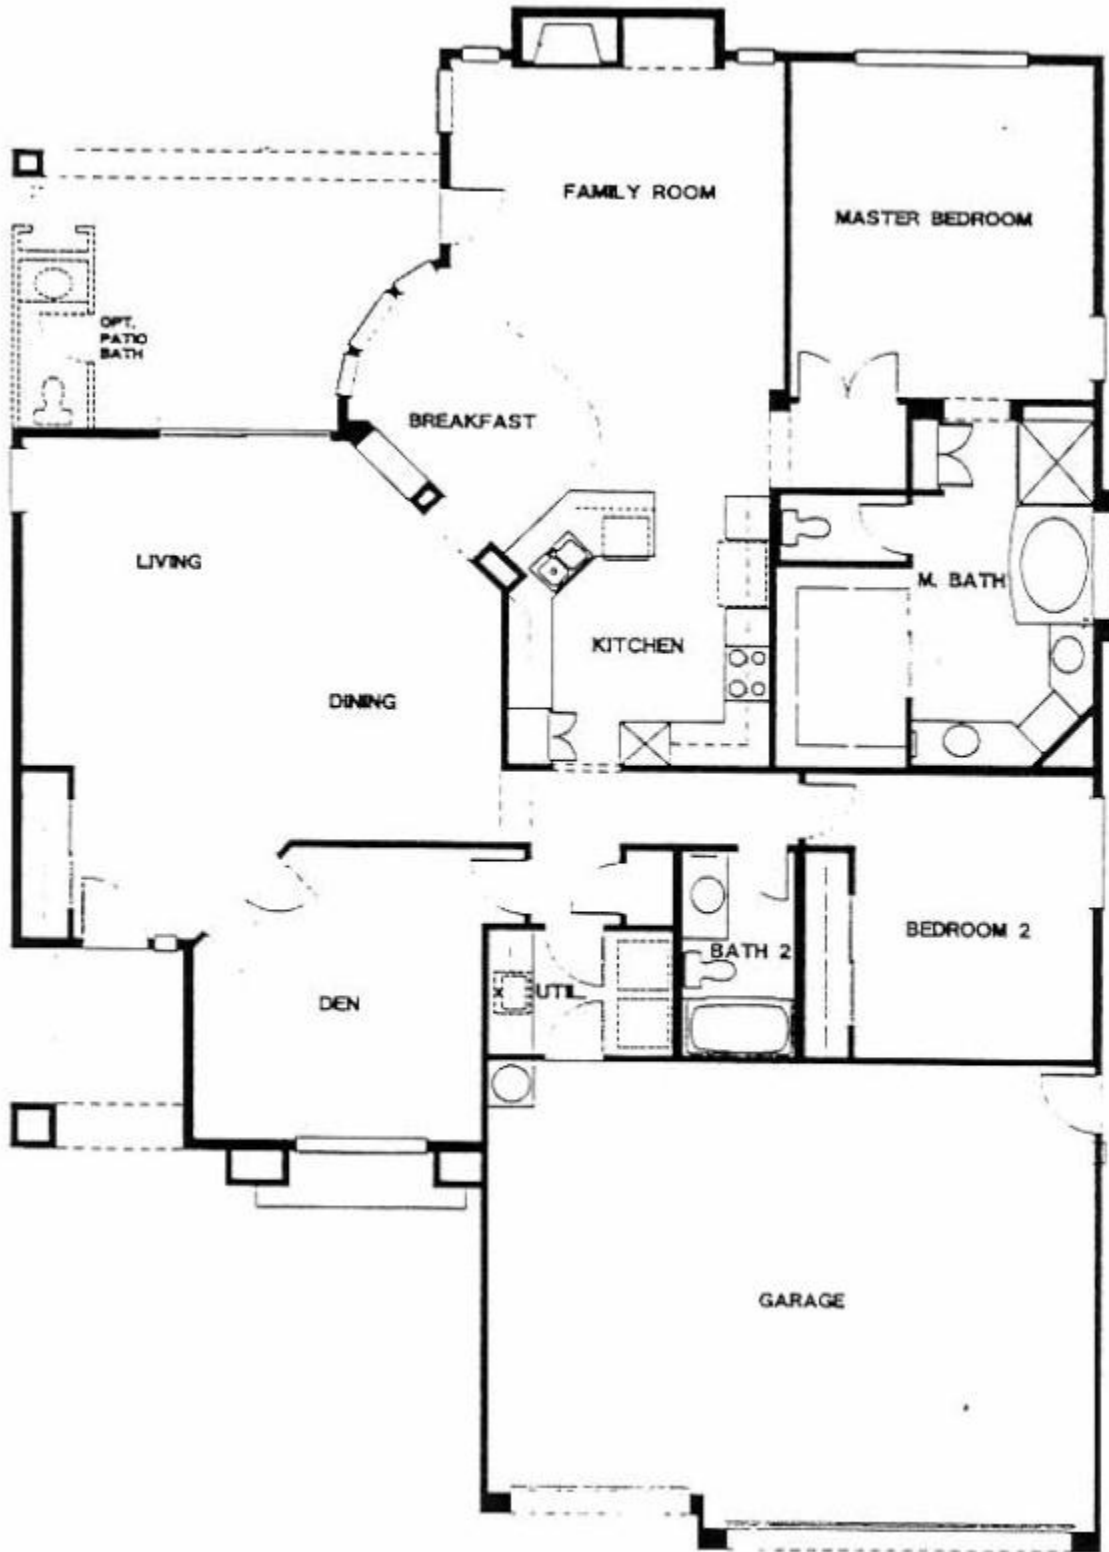 FAMILY ROOM
MASTER BEDROOM
OPT.
PATIO
BATH
BREAKFAST
LIVING
M. BATH
KITCHEN
DINING
BEDROOM 2
BATH 2
UTIL
DEN
GARAGE